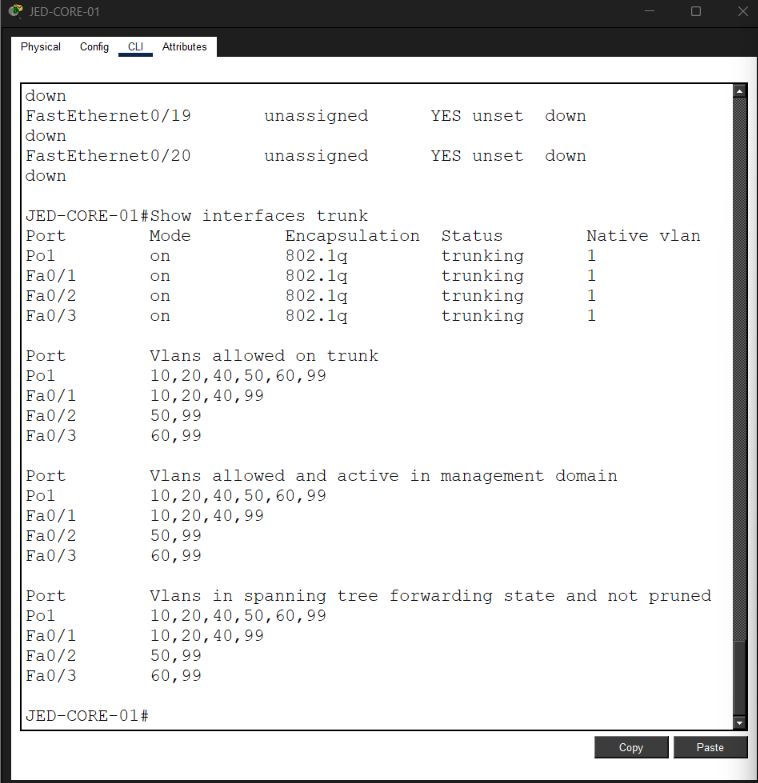 JED-CORE-01
Physical Config CLI Attributes
down
FastEthernet0/19 unassigned YES unset down
down
FastEthernet0/20 unassigned YES unset down
down
JED-CORE-01#Show interfaces trunk
Port Mode Encapsulation Status Native vlan
Po1 on 802.1q trunking 1
Fa0/1 on 802.1q trunking 1
Fa0/2 on 802.1q trunking 1
Fa0/3 on 802.1q trunking 1
Port Vlans allowed on trunk
Po1 10,20,40,50,60,99
Fa0/1 10,20,40,99
Fa0/2 50,99
Fa0/3 60,99
Port Vlans allowed and active in management domain
Po1 10,20,40,50,60,99
Fa0/1 10,20,40,99
Fa0/2 50,99
Fa0/3 60,99
Port Vlans in spanning tree forwarding state and not pruned
Po1 10,20,40,50,60,99
Fa0/1 10,20,40,99
Fa0/2 50,99
Fa0/3 60,99
JED-CORE-01#
Copy Paste